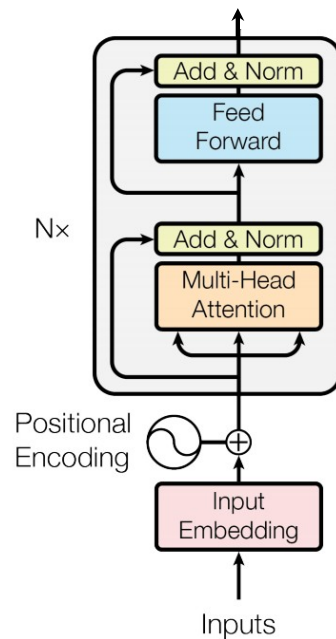 Add & Norm
Feed
Forward
N×
Add & Norm
Multi-Head
Attention
Positional
Encoding
Input
Embedding
Inputs